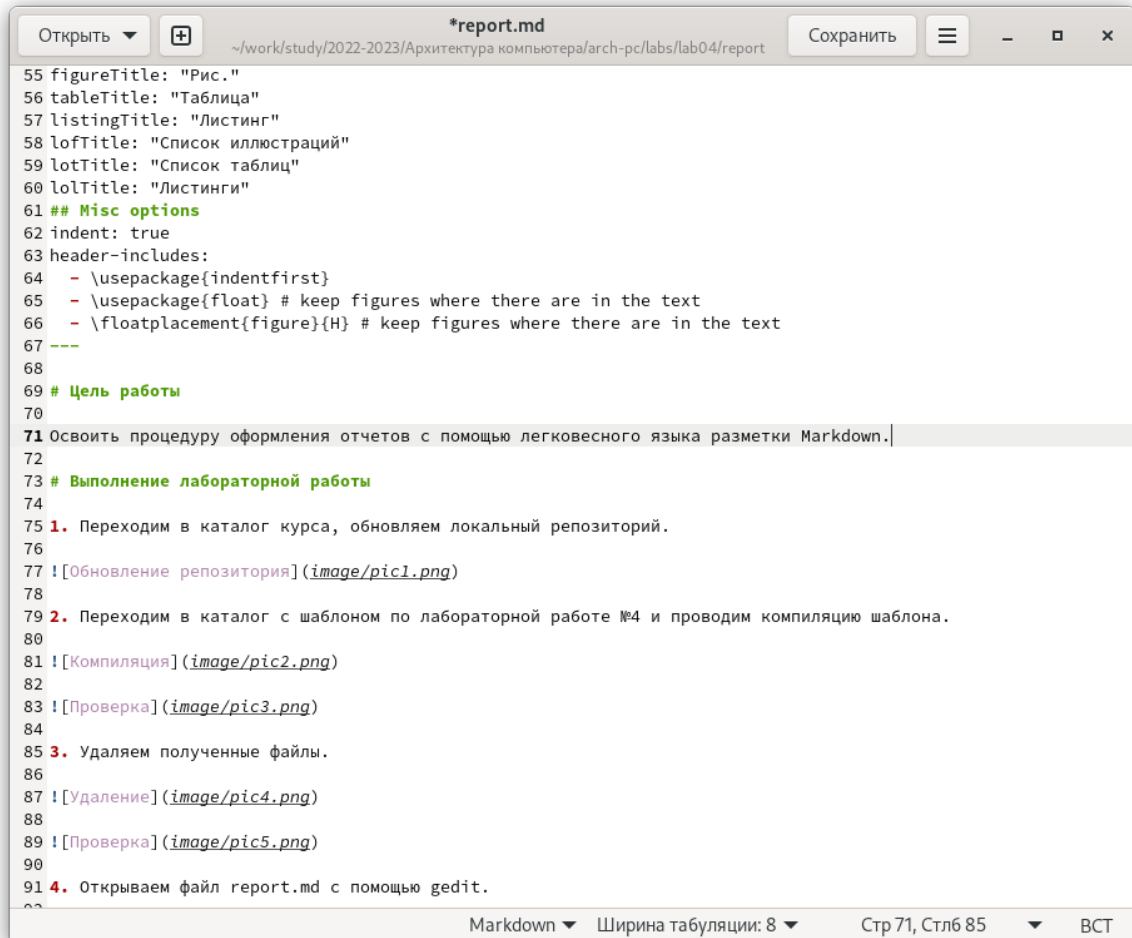 Открыть
*report.md
~/work/study/2022-2023/Архитектура компьютера/arch-pc/labs/lab04/report
Сохранить
55 figureTitle: "Рис."
56 tableTitle: "Таблица"
57 listingTitle: "Листинг"
58 lofTitle: "Список иллюстраций"
59 lotTitle: "Список таблиц"
60 lolTitle: "Листинги"
61 ## Misc options
62 indent: true
63 header-includes:
64   - \usepackage{indentfirst}
65   - \usepackage{float} # keep figures where there are in the text
66   - \floatplacement{figure}{H} # keep figures where there are in the text
67 ---
68
69 # Цель работы
70
71 Освоить процедуру оформления отчетов с помощью легковесного языка разметки Markdown.
72
73 # Выполнение лабораторной работы
74
75 1. Переходим в каталог курса, обновляем локальный репозиторий.
76
77 ![Обновление репозитория](image/pic1.png)
78
79 2. Переходим в каталог с шаблоном по лабораторной работе №4 и проводим компиляцию шаблона.
80
81 ![Компиляция](image/pic2.png)
82
83 ![Проверка](image/pic3.png)
84
85 3. Удаляем полученные файлы.
86
87 ![Удаление](image/pic4.png)
88
89 ![Проверка](image/pic5.png)
90
91 4. Открываем файл report.md с помощью gedit.
Markdown Ширина табуляции: 8 Стр 71, Стлб 85 ВСТ